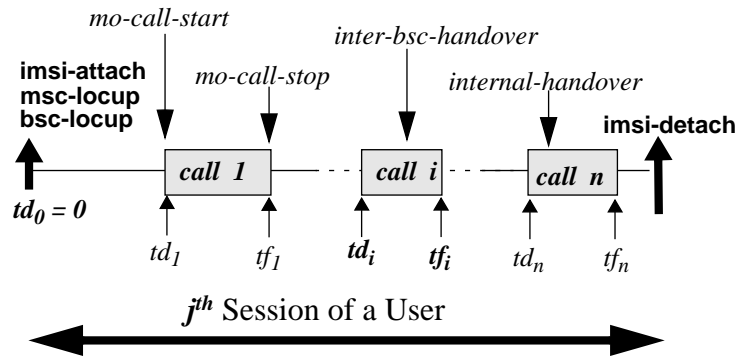 mo-call-start
inter-bsc-handover
imsi-attach
msc-locup
bsc-locup
mo-call-stop
internal-handover
imsi-detach
call 1
call i
call n
td0 = 0
td1
tf1
tdi
tfi
tdn
tfn
jth Session of a User